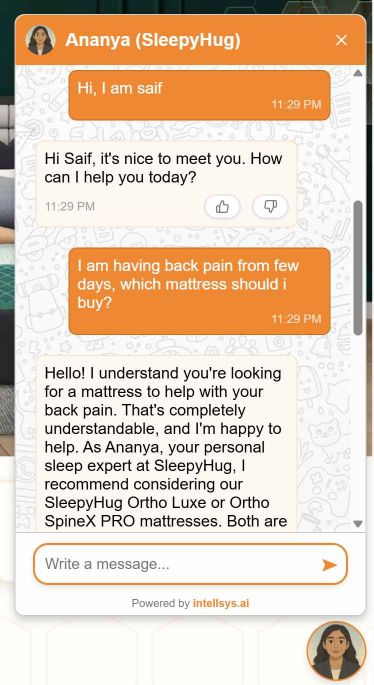 Ananya (SleepyHug)
Hi, I am saif
11:29 PM
Hi Saif, it's nice to meet you. How
can I help you today?
11:29 PM
I am having back pain from few
days, which mattress should i
buy?
11:29 PM
Hello! I understand you're looking
for a mattress to help with your
back pain. That's completely
understandable, and I'm happy to
help. As Ananya, your personal
sleep expert at SleepyHug, I
recommend considering our
SleepyHug Ortho Luxe or Ortho
SpineX PRO mattresses. Both are
Write a message...
Powered by intellsys.ai